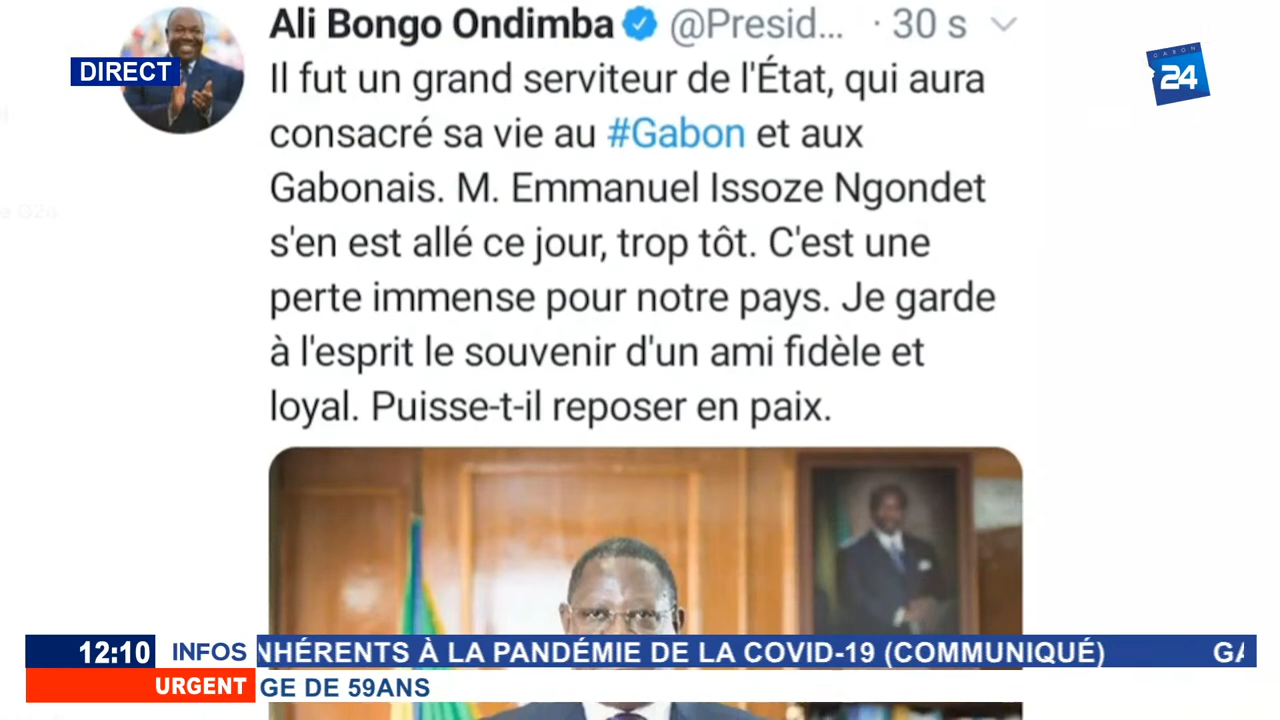 Ali Bongo Ondimba @Presid... · 30 s
DIRECT
GABON
24
Il fut un grand serviteur de l'État, qui aura
consacré sa vie au #Gabon et aux
Gabonais. M. Emmanuel Issoze Ngondet
s'en est allé ce jour, trop tôt. C'est une
perte immense pour notre pays. Je garde
à l'esprit le souvenir d'un ami fidèle et
loyal. Puisse-t-il reposer en paix.
12:10 INFOS NHÉRENTS À LA PANDÉMIE DE LA COVID-19 (COMMUNIQUÉ) GA
URGENT GE DE 59ANS